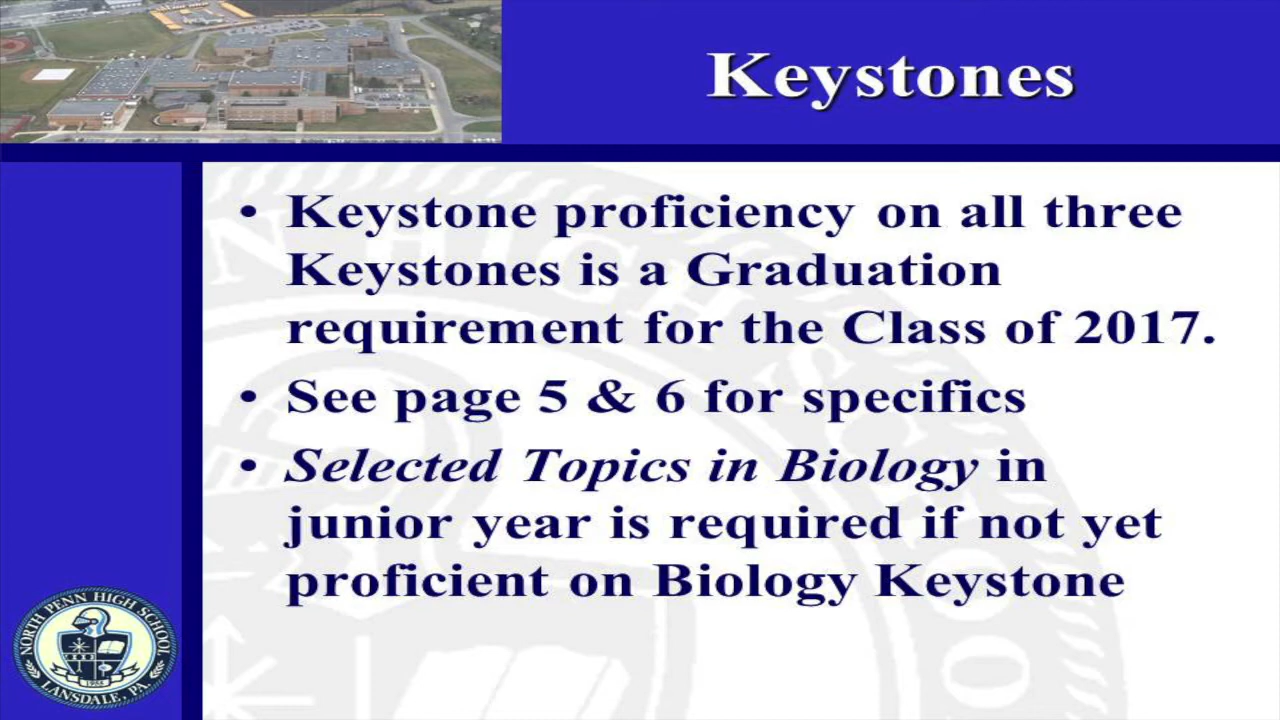 Keystones
• Keystone proficiency on all three
Keystones is a Graduation
requirement for the Class of 2017.
• See page 5 & 6 for specifics
• Selected Topics in Biology in
junior year is required if not yet
proficient on Biology Keystone
NORTH PENN HIGH SCHOOL
LANSDALE, PA.